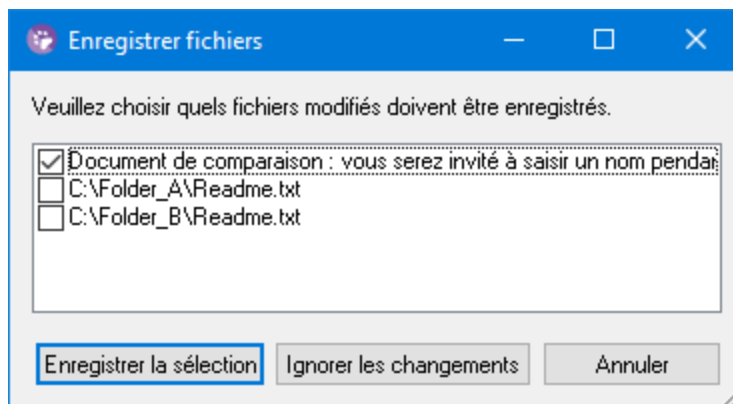 Enregistrer fichiers
Veuillez choisir quels fichiers modifiés doivent être enregistrés.
Document de comparaison : vous serez invité à saisir un nom pendar
C:\Folder_A\Readme.txt
C:\Folder_B\Readme.txt
Enregistrer la sélection Ignorer les changements Annuler